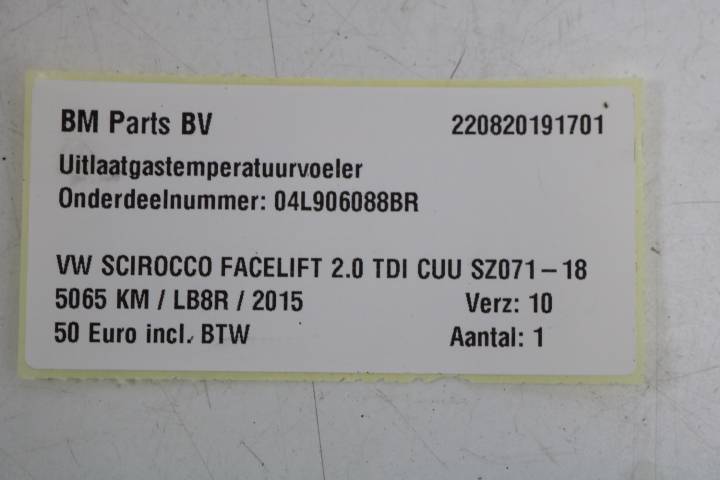 BM Parts BV 220820191701
Uitlaatgastemperatuurvoeler
Onderdeelnummer: 04L906088BR
VW SCIROCCO FACELIFT 2.0 TDI CUU SZ071-18
5065 KM / LB8R / 2015 Verz: 10
50 Euro incl. BTW Aantal: 1